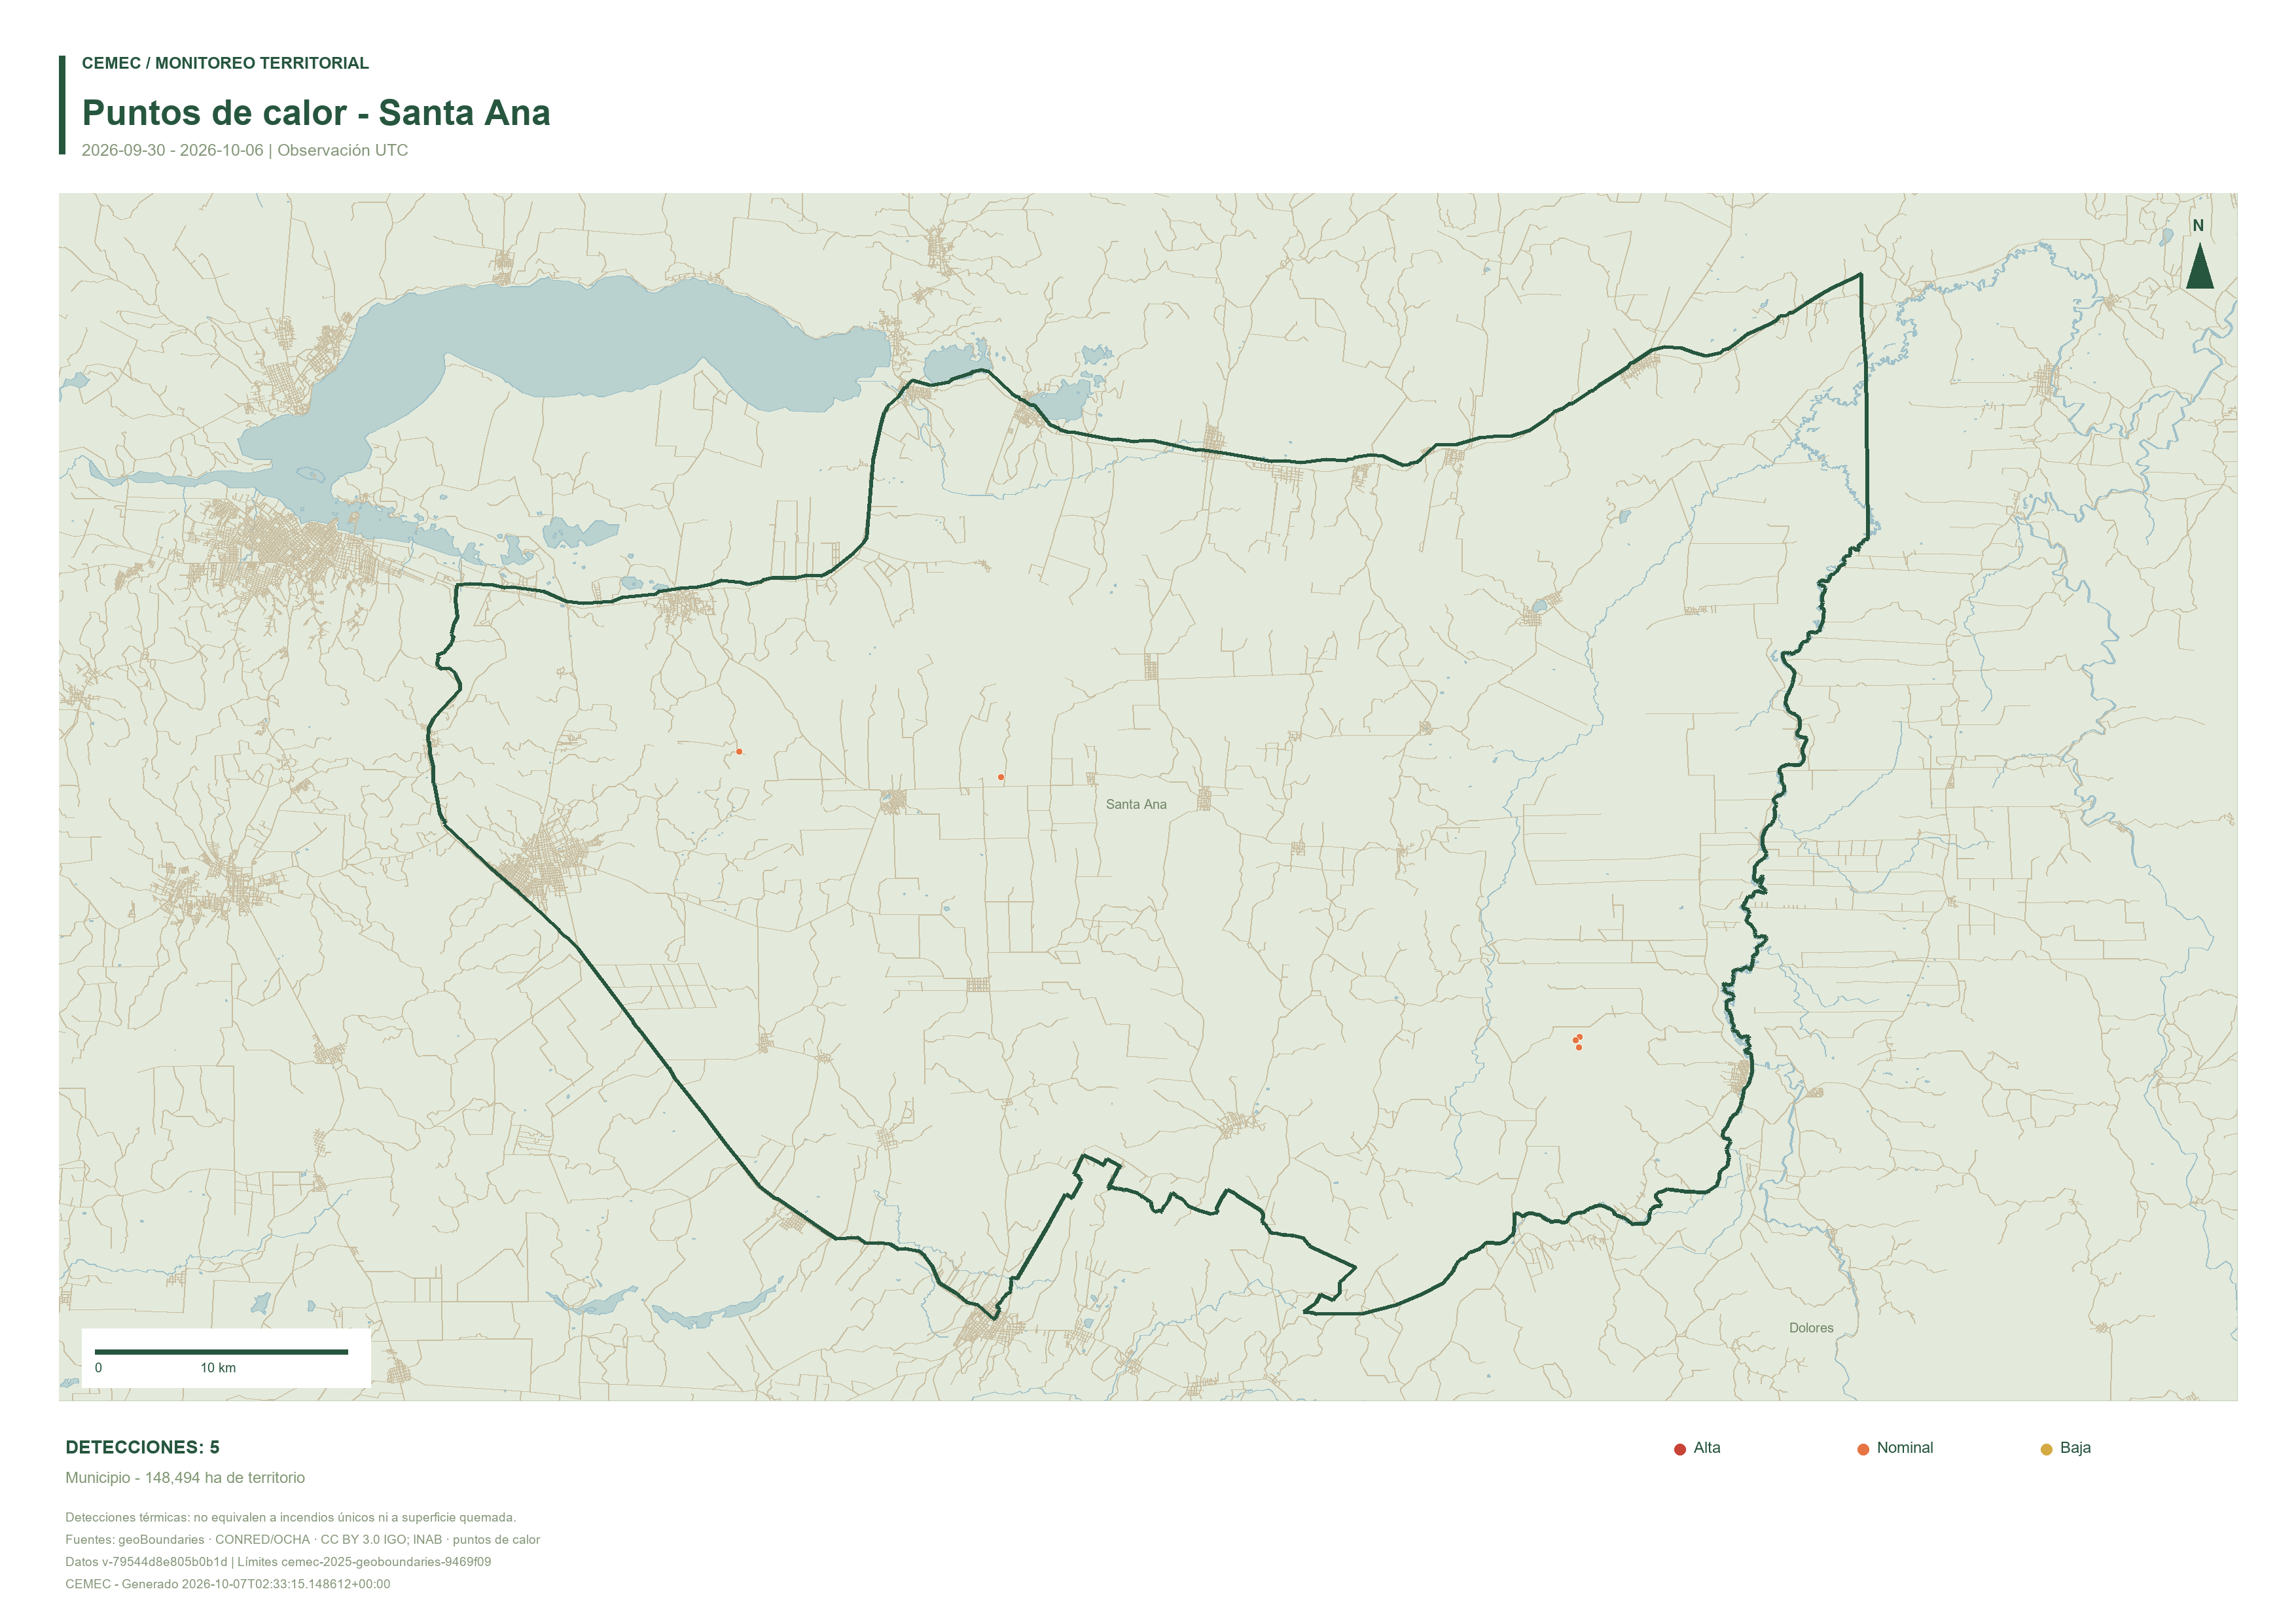 CEMEC / MONITOREO TERRITORIAL
Puntos de calor - Santa Ana
2026-09-30 - 2026-10-06 | Observación UTC
N
Santa Ana
Dolores
0 10 km
DETECCIONES: 5
Alta Nominal Baja
Municipio - 148,494 ha de territorio
Detecciones térmicas: no equivalen a incendios únicos ni a superficie quemada.
Fuentes: geoBoundaries · CONRED/OCHA · CC BY 3.0 IGO; INAB · puntos de calor
Datos v-79544d8e805b0b1d | Límites cemec-2025-geoboundaries-9469f09
CEMEC - Generado 2026-10-07T02:33:15.148612+00:00